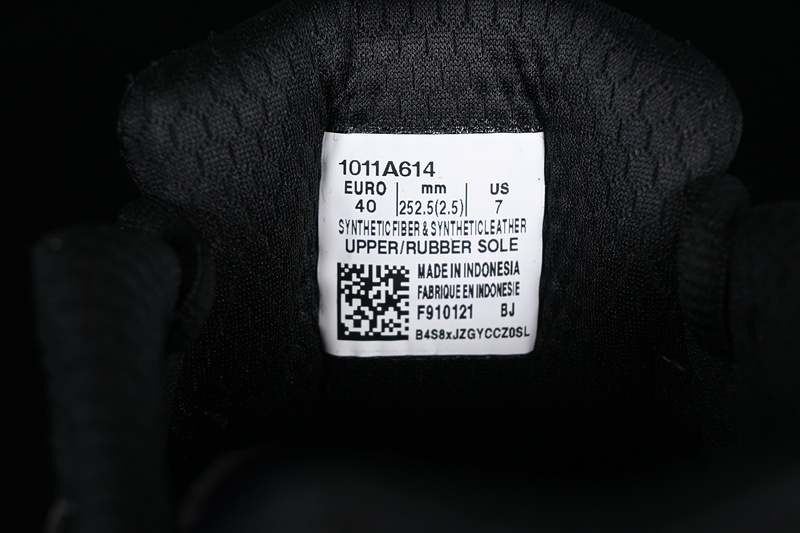 1011A614
EURO mm US
40 252.5(2.5) 7
SYNTHETIC FIBER & SYNTHETIC LEATHER
UPPER/RUBBER SOLE
MADE IN INDONESIA
FABRIQUE EN INDONESIE
F910121 BJ
B4S8xJZGYCCZ0SL